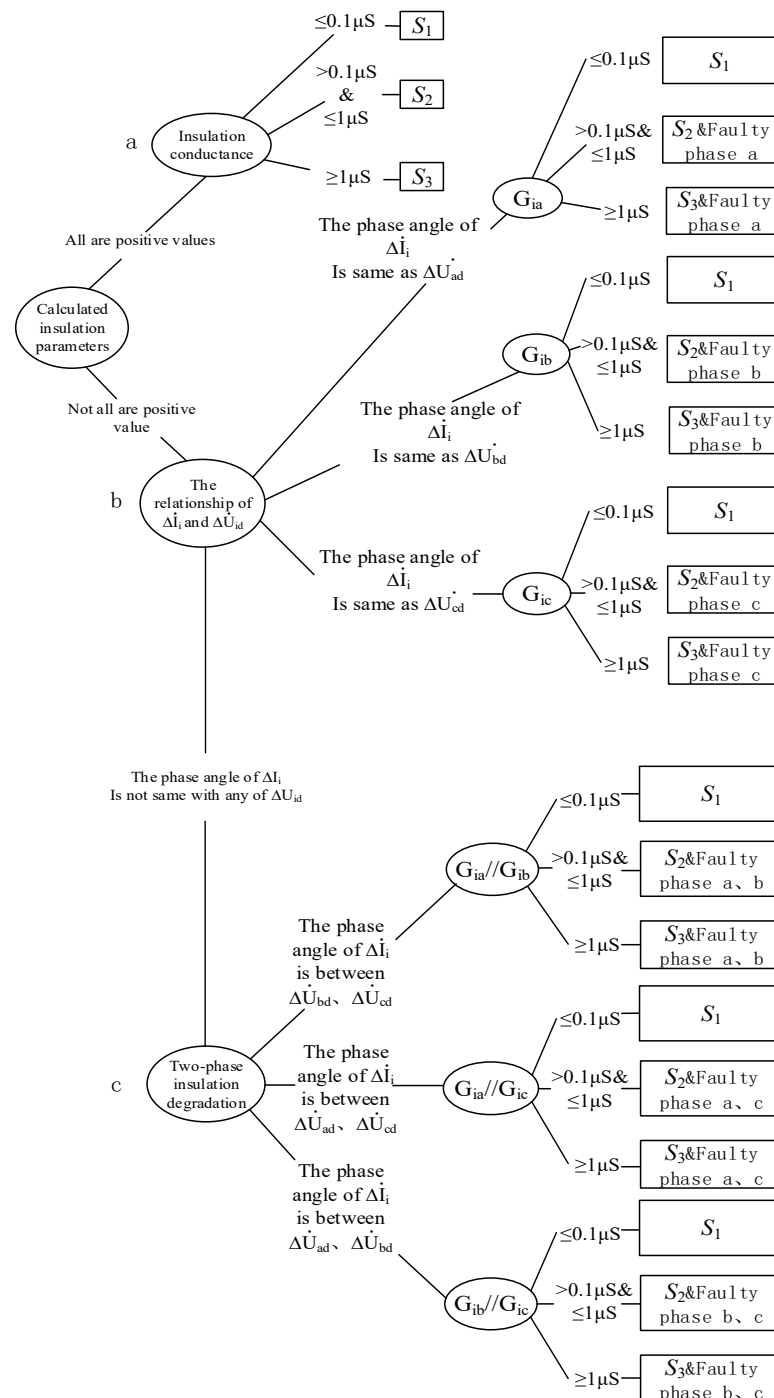 ≤0.1μS
S1
>0.1μS
&
≤1μS
S2
a
Insulation
conductance
≥1μS
S3
All are positive values
Calculated
insulation
parameters
Not all are positive
value
b
The
relationship of
Δİi and ΔU̇id
The phase angle of
Δİi
Is same as ΔU̇ad
Gia
≤0.1μS
S1
>0.1μS&
≤1μS
S2&Faulty
phase a
≥1μS
S3&Faulty
phase a
The phase angle of
Δİi
Is same as ΔU̇bd
Gib
≤0.1μS
S1
>0.1μS&
≤1μS
S2&Faulty
phase b
≥1μS
S3&Faulty
phase b
The phase angle of
Δİi
Is same as ΔU̇cd
Gic
≤0.1μS
S1
>0.1μS&
≤1μS
S2&Faulty
phase c
≥1μS
S3&Faulty
phase c
The phase angle of ΔIi
Is not same with any of ΔUid
c
Two-phase
insulation
degradation
The phase
angle of Δİi
is between
ΔU̇bd、ΔU̇cd
Gia//Gib
≤0.1μS
S1
>0.1μS&
≤1μS
S2&Faulty
phase a、b
≥1μS
S3&Faulty
phase a、b
The phase
angle of Δİi
is between
ΔU̇ad、ΔU̇cd
Gia//Gic
≤0.1μS
S1
>0.1μS&
≤1μS
S2&Faulty
phase a、c
≥1μS
S3&Faulty
phase a、c
The phase
angle of Δİi
is between
ΔU̇ad、ΔU̇bd
Gib//Gic
≤0.1μS
S1
>0.1μS&
≤1μS
S2&Faulty
phase b、c
≥1μS
S3&Faulty
phase b、c